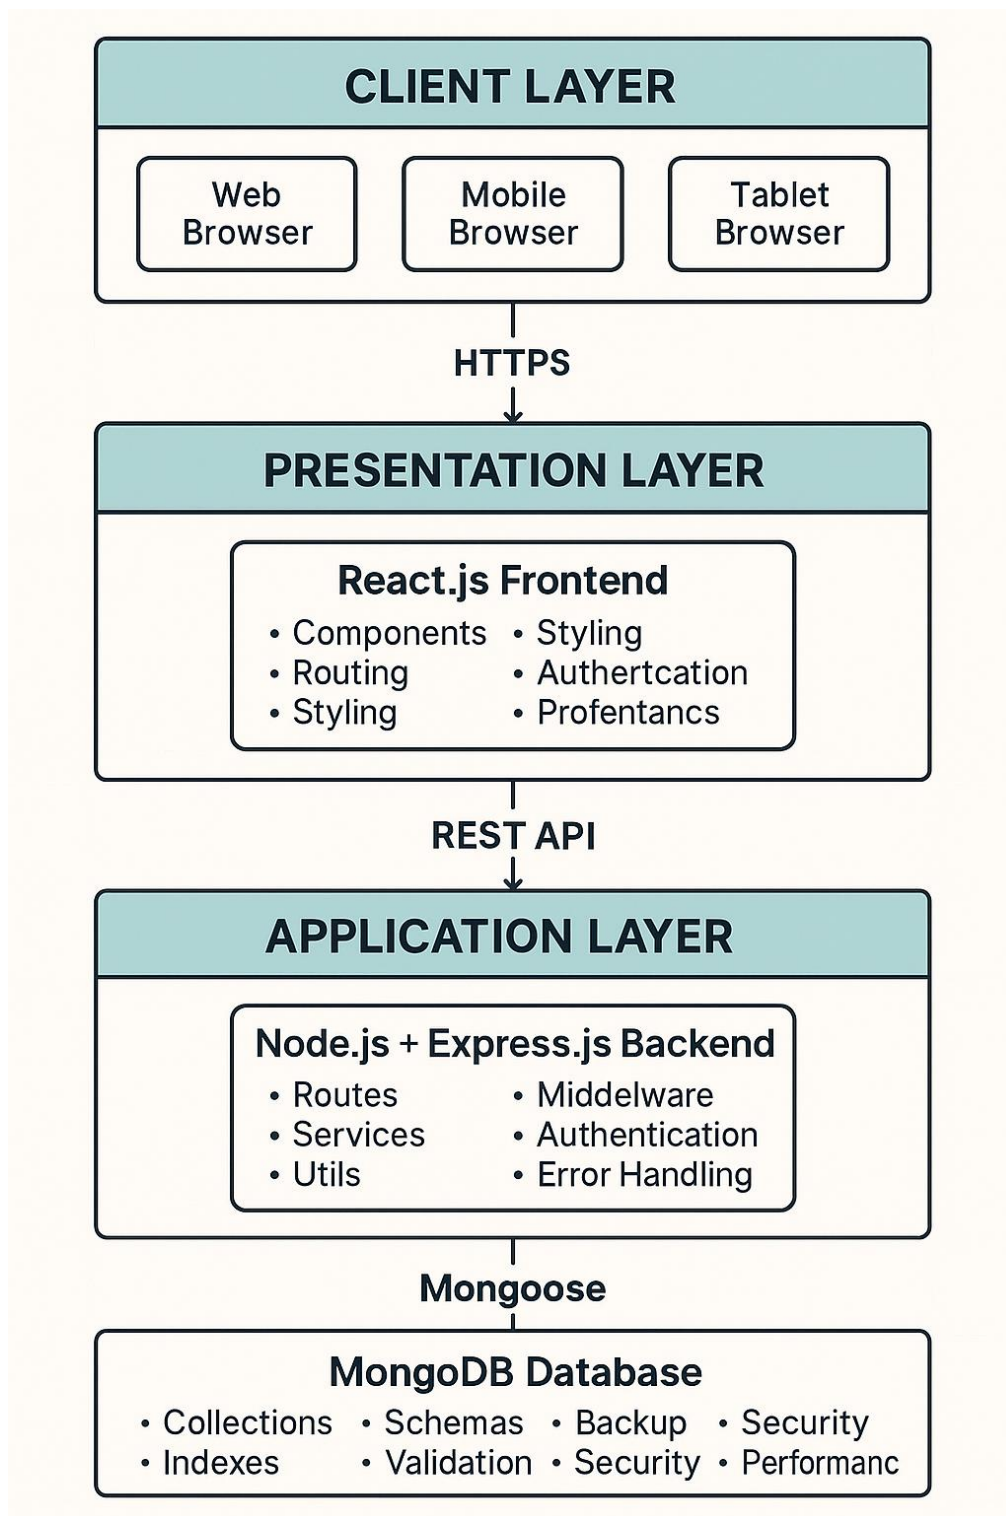 CLIENT LAYER
Web
Browser
Mobile
Browser
Tablet
Browser
HTTPS
PRESENTATION LAYER
React.js Frontend
• Components
• Routing
• Styling
• Styling
• Authertcation
• Profentancs
REST API
APPLICATION LAYER
Node.js + Express.js Backend
• Routes
• Services
• Utils
• Middelware
• Authentication
• Error Handling
Mongoose
MongoDB Database
• Collections • Schemas • Backup • Security
• Indexes • Validation • Security • Performanc